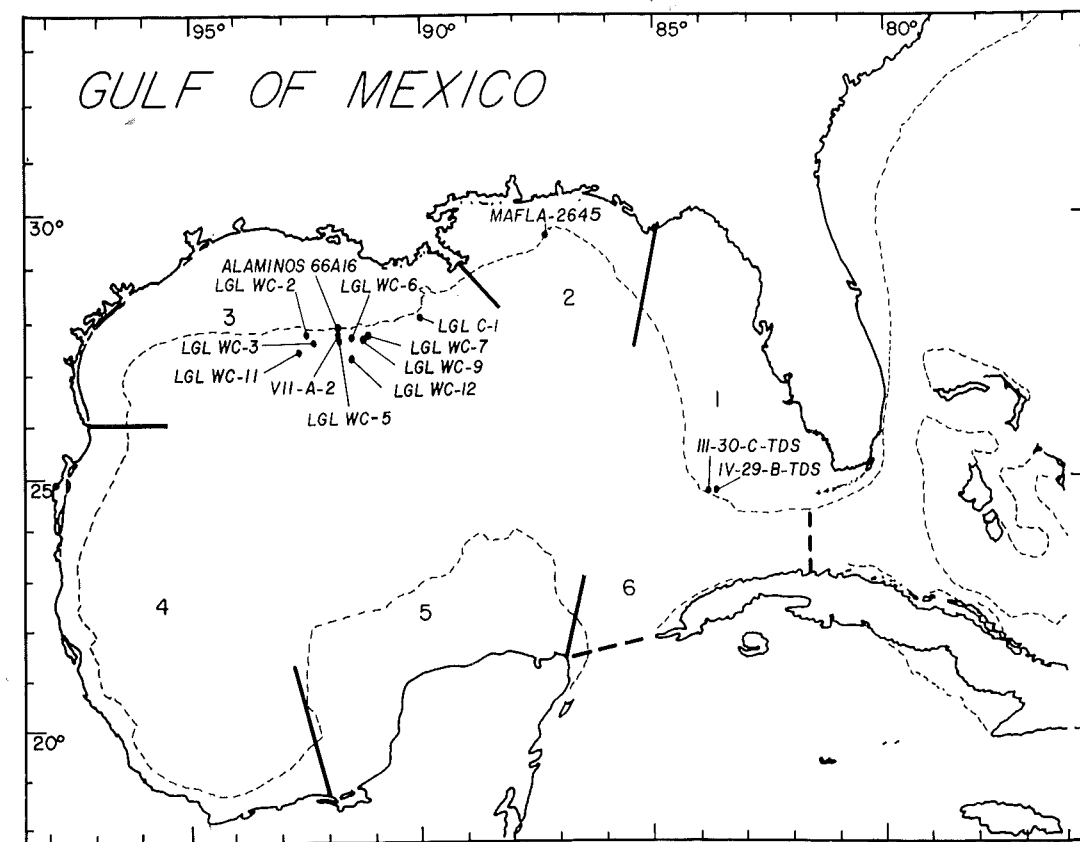 95° 90° 85° 80°
GULF OF MEXICO
30°
MAFLA-2645
ALAMINOS 66A16
LGL WC-2 LGL WC-6
2
3
LGL C-1
LGL WC-3 LGL WC-7
LGL WC-9
LGL WC-11
VII-A-2 LGL WC-12
LGL WC-5
1
III-30-C-TDS
IV-29-B-TDS
25°
6
4 5
20°